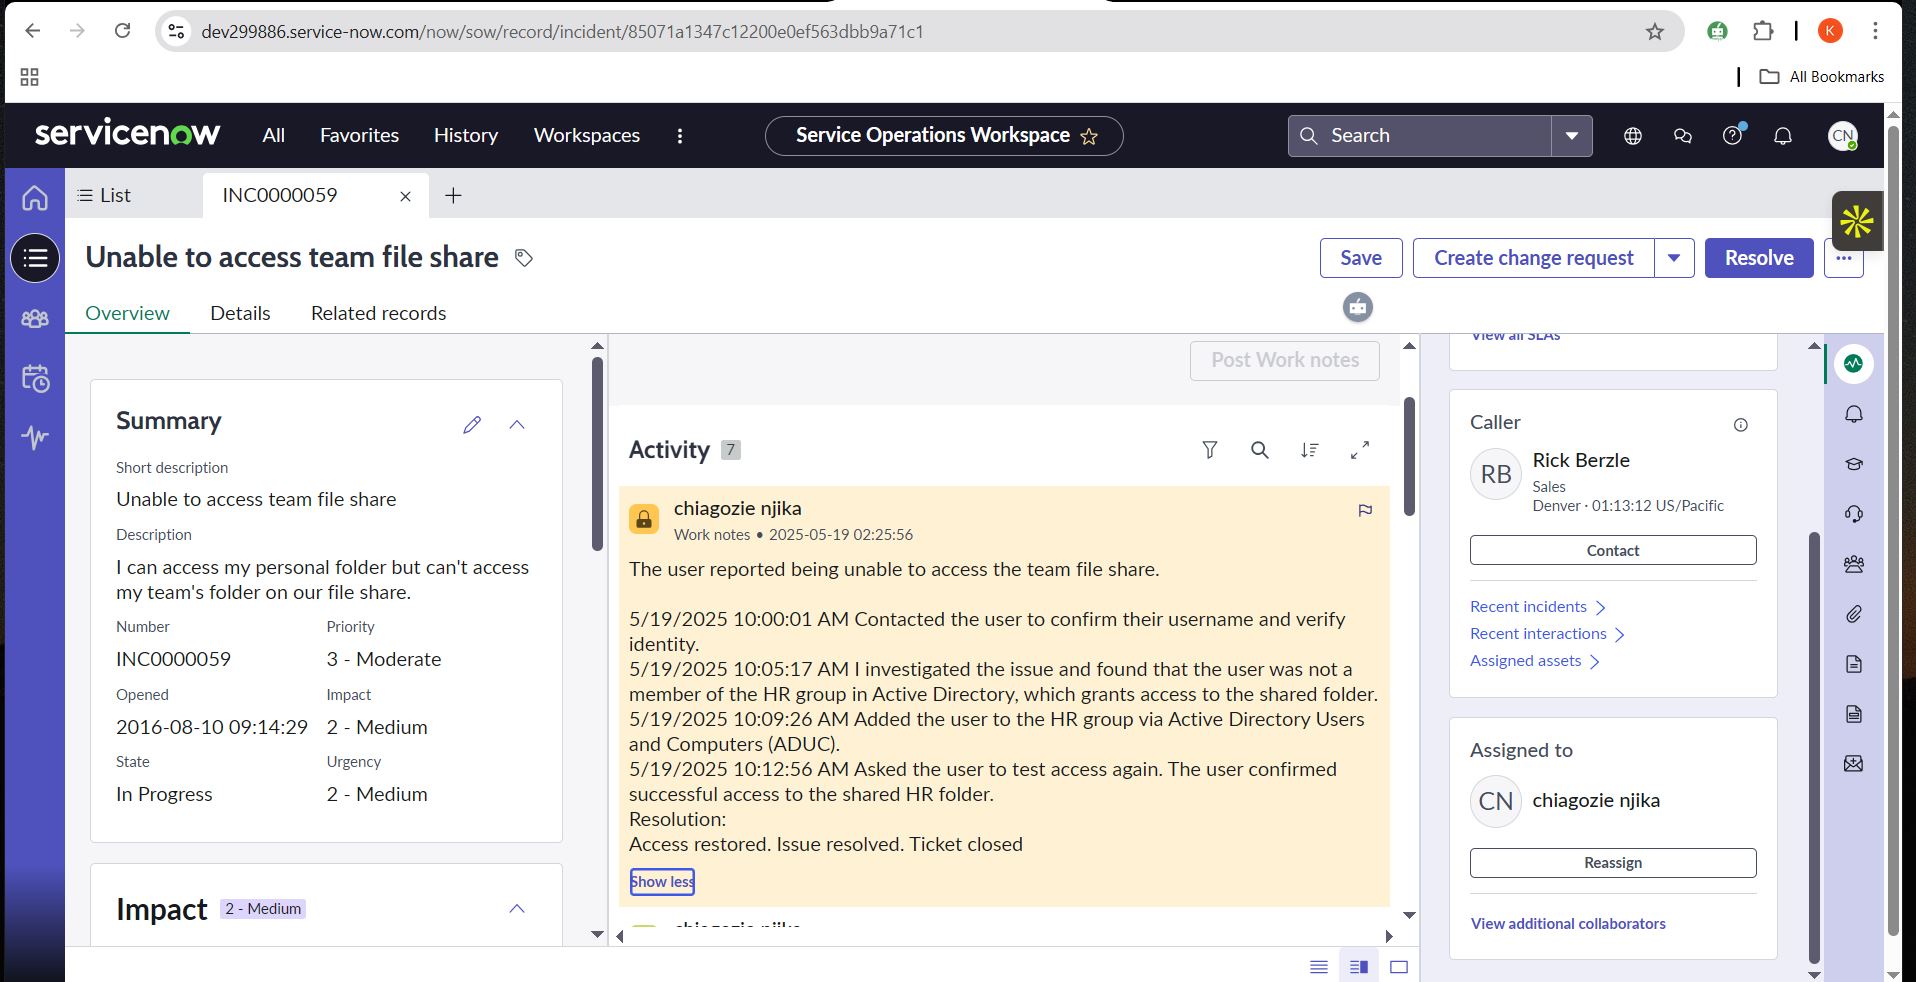 dev299886.service-now.com/now/sow/record/incident/85071a1347c12200e0ef563dbb9a71c1
K
All Bookmarks
servicenow
All
Favorites
History
Workspaces
Service Operations Workspace
Search
CN
List
INC0000059
Unable to access team file share
Save
Create change request
Resolve
Overview
Details
Related records
Summary
Short description
Unable to access team file share
Description
I can access my personal folder but can't access
my team's folder on our file share.
Number
Priority
INC0000059
3 - Moderate
Opened
Impact
2016-08-10 09:14:29
2 - Medium
State
Urgency
In Progress
2 - Medium
Impact
2 - Medium
Post Work notes
Activity 7
chiagozie njika
Work notes • 2025-05-19 02:25:56
The user reported being unable to access the team file share.
5/19/2025 10:00:01 AM Contacted the user to confirm their username and verify
identity.
5/19/2025 10:05:17 AM I investigated the issue and found that the user was not a
member of the HR group in Active Directory, which grants access to the shared folder.
5/19/2025 10:09:26 AM Added the user to the HR group via Active Directory Users
and Computers (ADUC).
5/19/2025 10:12:56 AM Asked the user to test access again. The user confirmed
successful access to the shared HR folder.
Resolution:
Access restored. Issue resolved. Ticket closed
Show less
chiagozie njika
View all SLAs
Caller
RB
Rick Berzle
Sales
Denver · 01:13:12 US/Pacific
Contact
Recent incidents
Recent interactions
Assigned assets
Assigned to
CN
chiagozie njika
Reassign
View additional collaborators